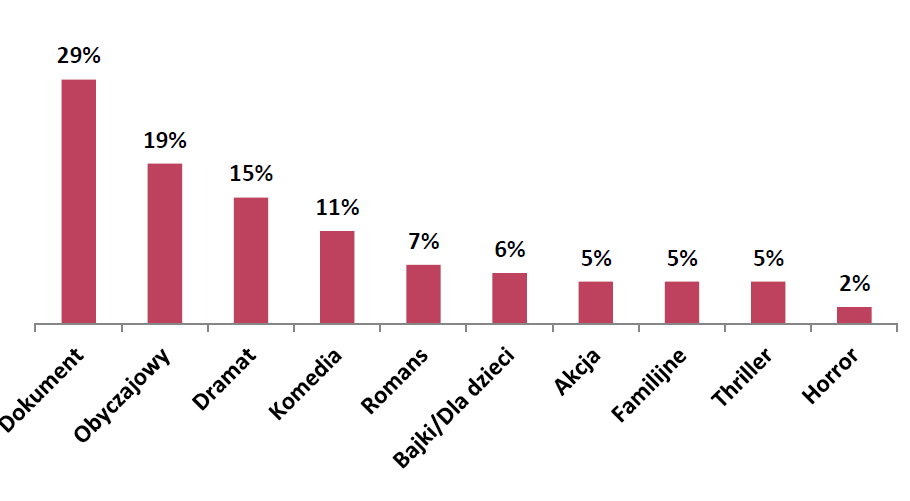 29%
19%
15%
11%
7%
6%
5%
5%
5%
2%
Dokument
Obyczajowy
Dramat
Komedia
Romans
Bajki/Dla dzieci
Akcja
Familijne
Thriller
Horror